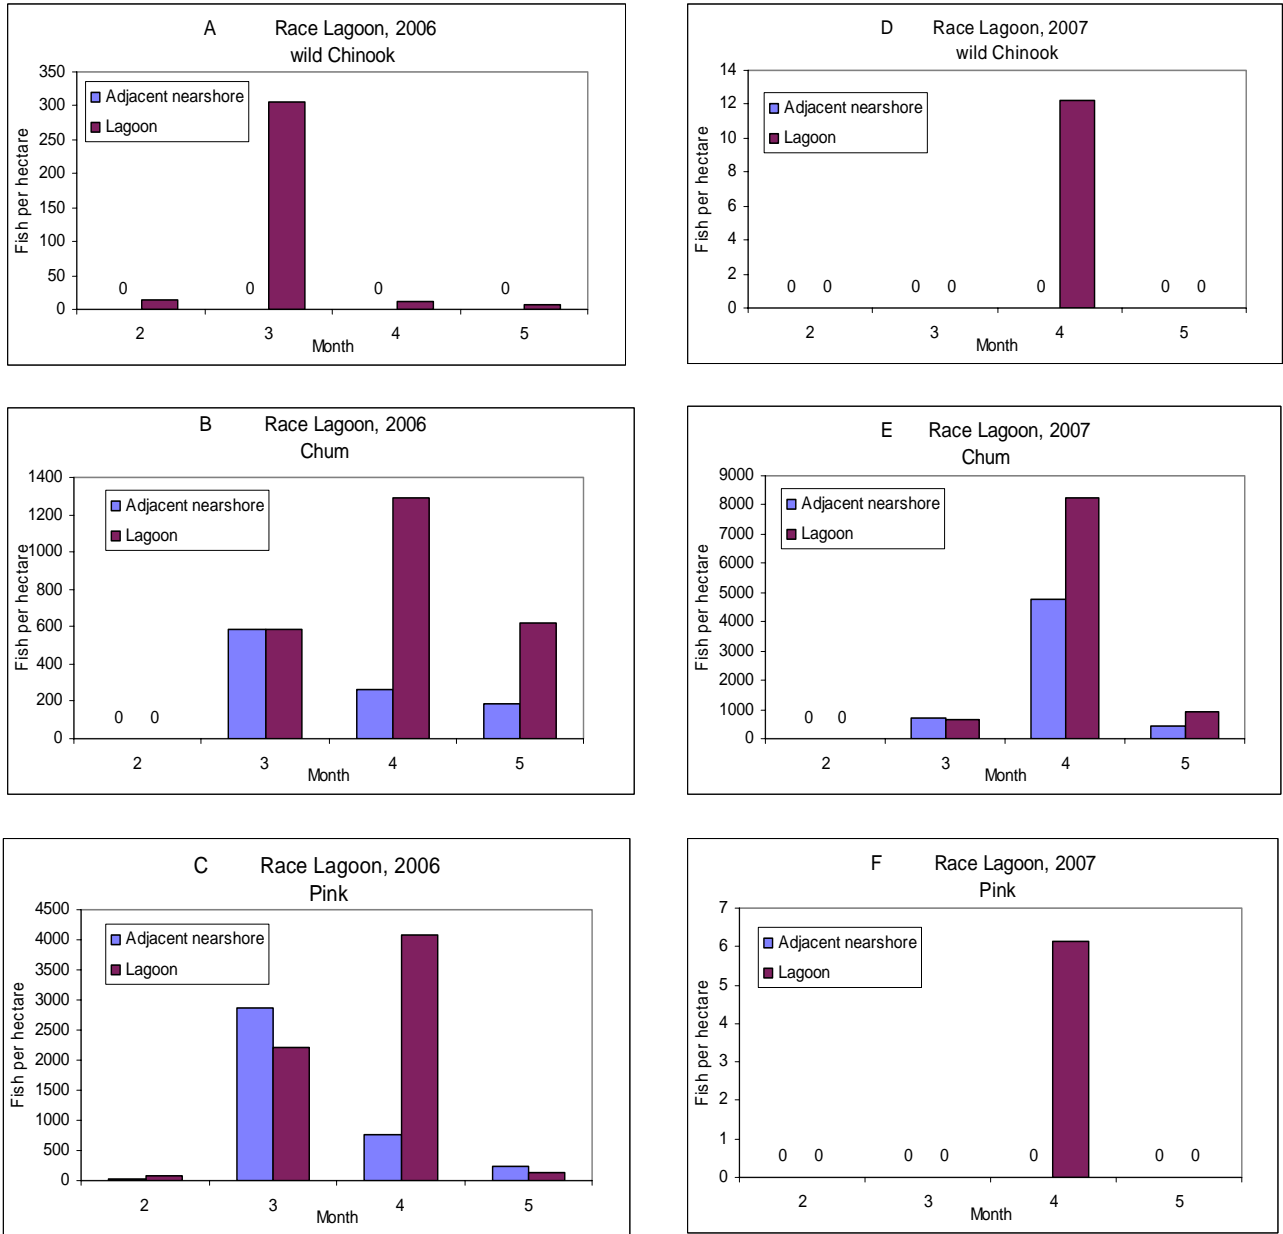 A Race Lagoon, 2006
wild Chinook
Fish per hectare
350
300
250
200
150
100
50
0
Adjacent nearshore
Lagoon
0 0 0 0
2 3 4 5
Month
D Race Lagoon, 2007
wild Chinook
Fish per hectare
14
12
10
8
6
4
2
0
Adjacent nearshore
Lagoon
0 0 0 0 0 0 0
2 3 4 5
Month
B Race Lagoon, 2006
Chum
Fish per hectare
1400
1200
1000
800
600
400
200
0
Adjacent nearshore
Lagoon
0 0
2 3 4 5
Month
E Race Lagoon, 2007
Chum
Fish per hectare
9000
8000
7000
6000
5000
4000
3000
2000
1000
0
Adjacent nearshore
Lagoon
0 0
2 3 4 5
Month
C Race Lagoon, 2006
Pink
Fish per hectare
4500
4000
3500
3000
2500
2000
1500
1000
500
0
Adjacent nearshore
Lagoon
2 3 4 5
Month
F Race Lagoon, 2007
Pink
Fish per hectare
7
6
5
4
3
2
1
0
Adjacent nearshore
Lagoon
0 0 0 0 0 0 0
2 3 4 5
Month